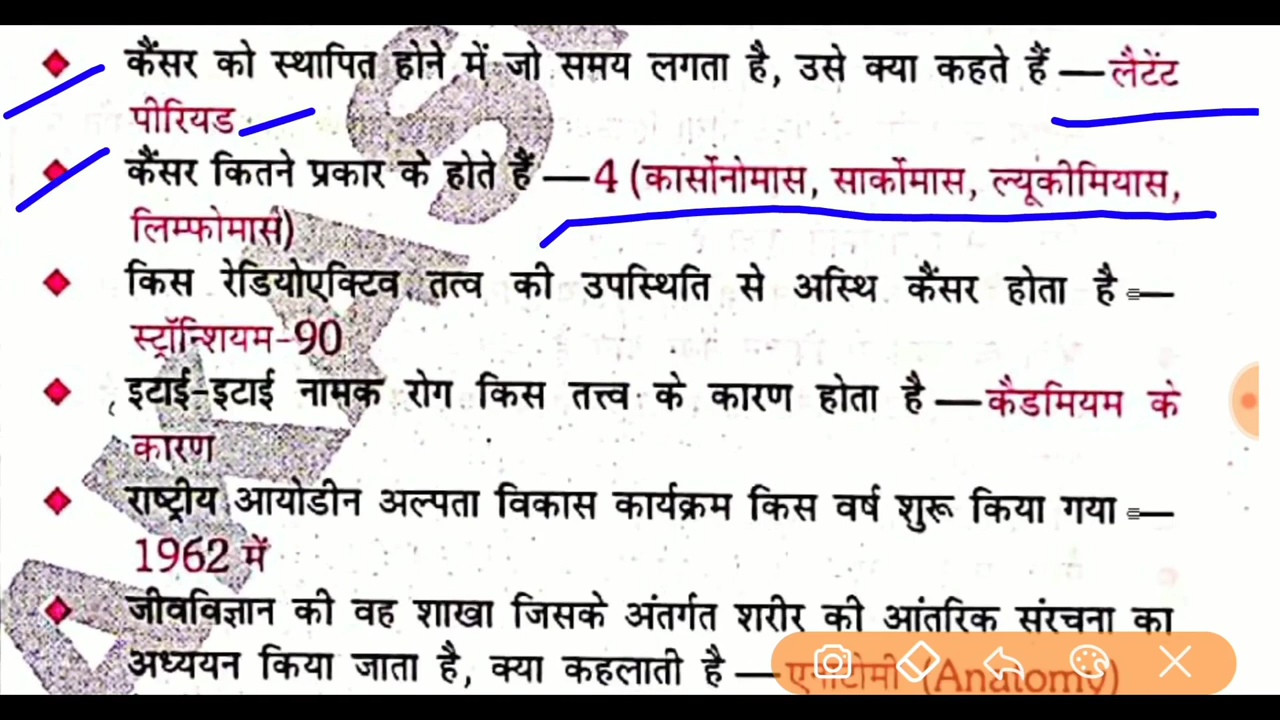 कैंसर को स्थापित होने में जो समय लगता है, उसे क्या कहते हैं — लैटेंट
पीरियड
कैंसर कितने प्रकार के होते हैं — 4 (कार्सोनोमास, सार्कोमास, ल्यूकीमियास,
लिम्फोमास)
किस रेडियोएक्टिव तत्व की उपस्थिति से अस्थि कैंसर होता है —
स्ट्रॉन्शियम-90
इटाई-इटाई नामक रोग किस तत्त्व के कारण होता है — कैडमियम के
कारण
राष्ट्रीय आयोडीन अल्पता विकास कार्यक्रम किस वर्ष शुरू किया गया —
1962 में
जीवविज्ञान की वह शाखा जिसके अंतर्गत शरीर की आंतरिक संरचना का
अध्ययन किया जाता है, क्या कहलाती है — एनाटोमी (Anatomy)